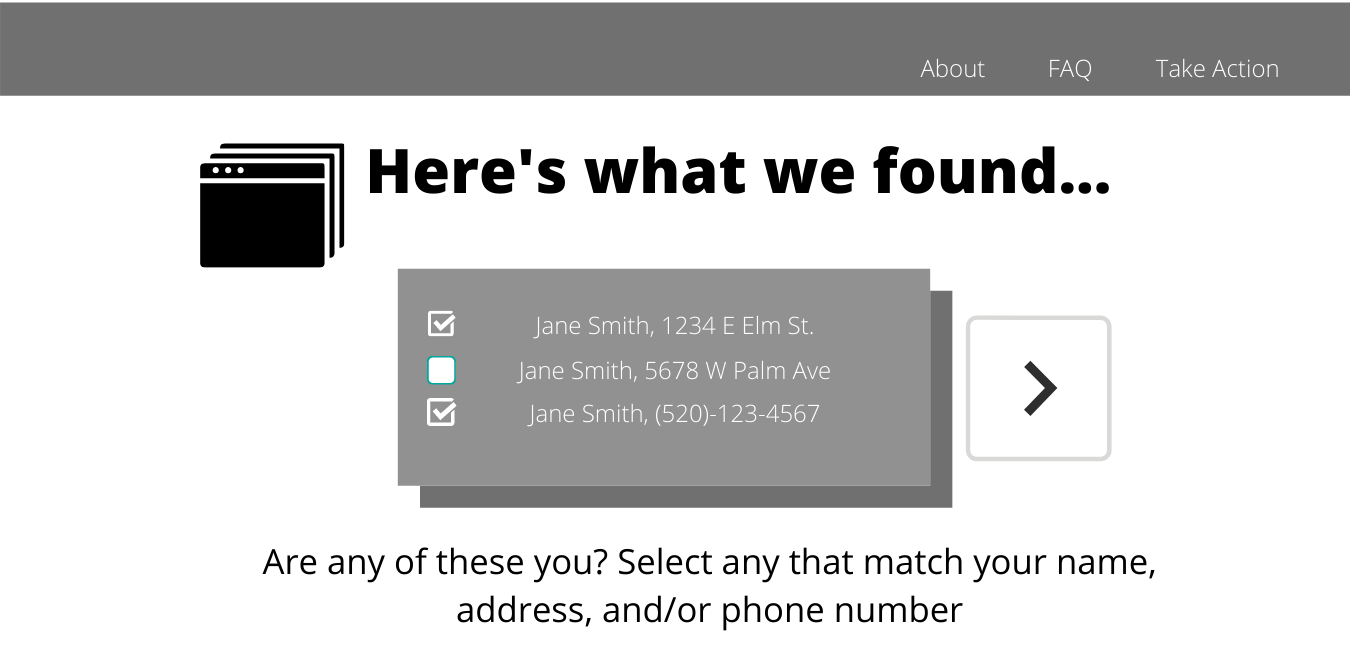 About FAQ Take Action
Here's what we found...
Jane Smith, 1234 E Elm St.
Jane Smith, 5678 W Palm Ave
Jane Smith, (520)-123-4567
Are any of these you? Select any that match your name,
address, and/or phone number